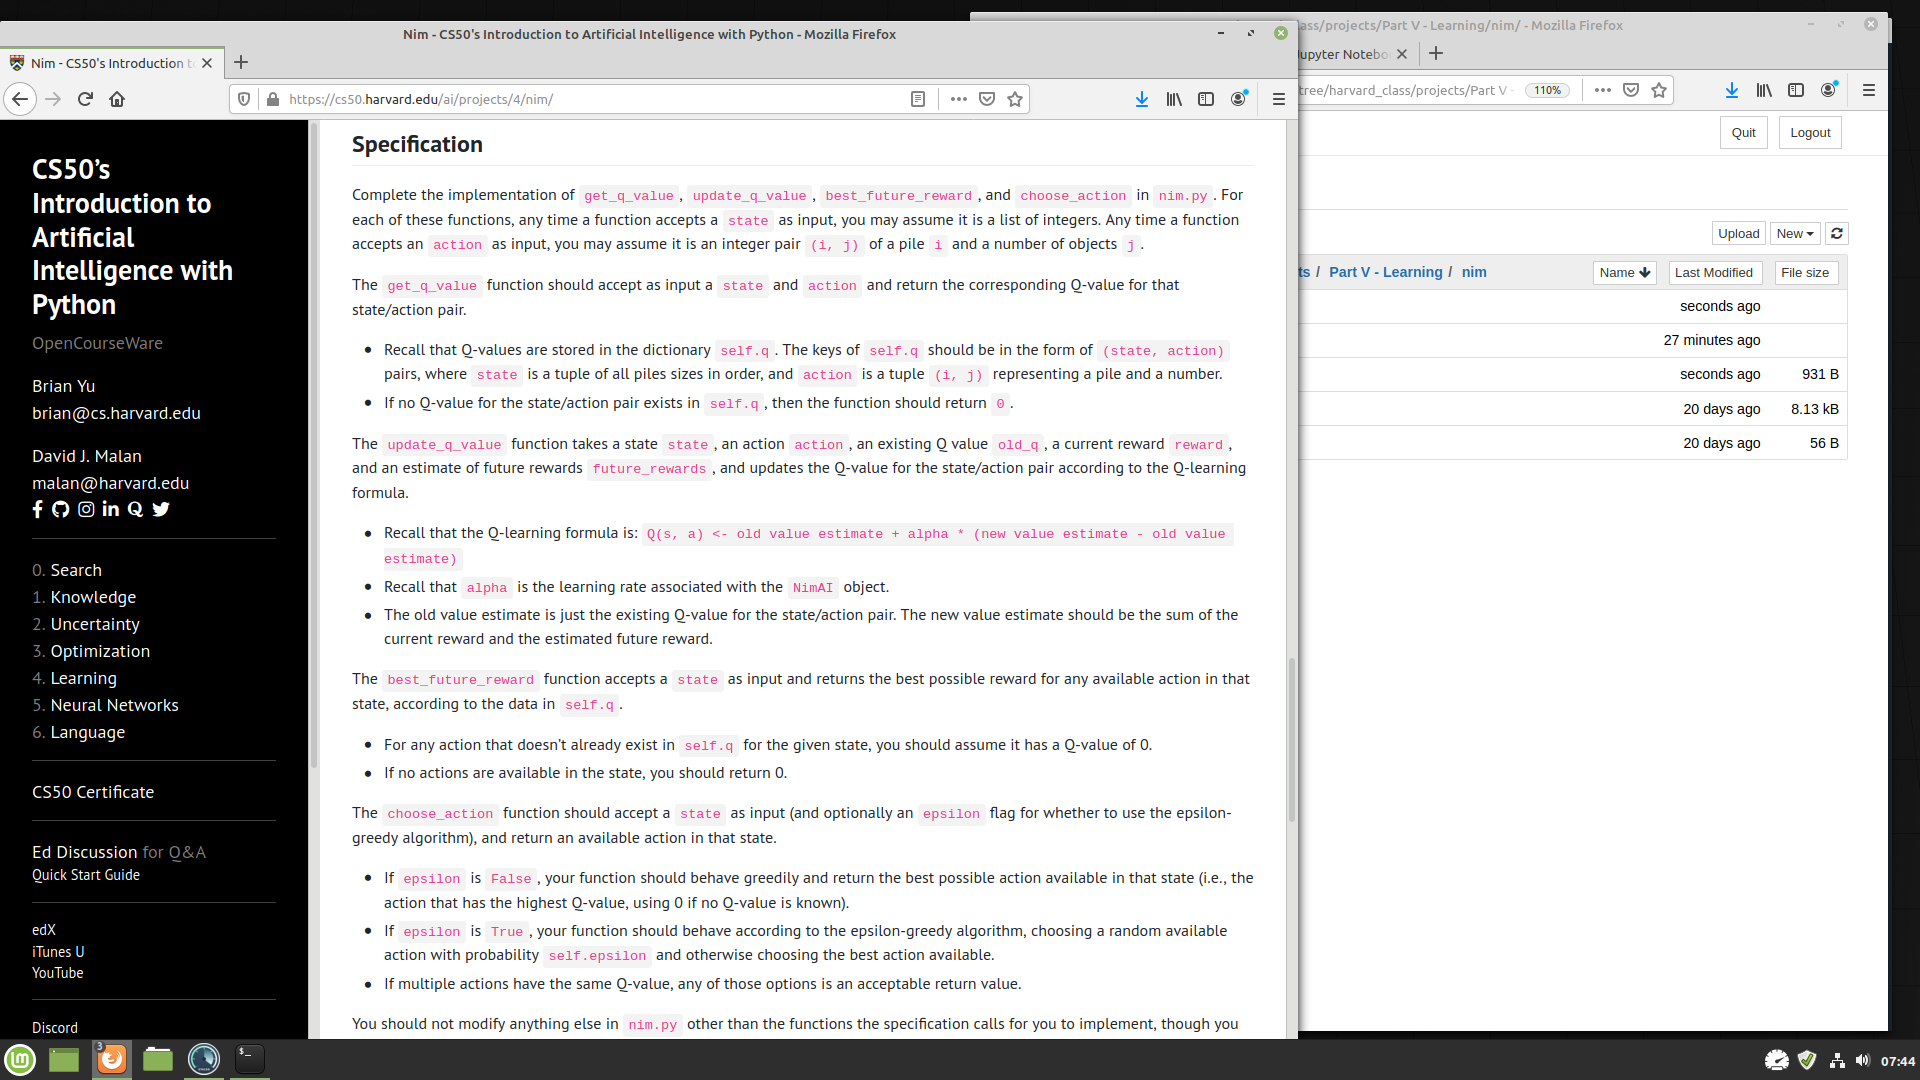 Nim - CS50's Introduction to Artificial Intelligence with Python - Mozilla Firefox
Nim - CS50's Introduction t
https://cs50.harvard.edu/ai/projects/4/nim/
CS50's
Introduction to
Artificial
Intelligence with
Python
OpenCourseWare
Brian Yu
brian@cs.harvard.edu
David J. Malan
malan@harvard.edu
0. Search
1. Knowledge
2. Uncertainty
3. Optimization
4. Learning
5. Neural Networks
6. Language
CS50 Certificate
Ed Discussion for Q&A
Quick Start Guide
edX
iTunes U
YouTube
Discord
Specification
Complete the implementation of get_q_value, update_q_value, best_future_reward, and choose_action in nim.py. For
each of these functions, any time a function accepts a state as input, you may assume it is a list of integers. Any time a function
accepts an action as input, you may assume it is an integer pair (i, j) of a pile i and a number of objects j.
The get_q_value function should accept as input a state and action and return the corresponding Q-value for that
state/action pair.
• Recall that Q-values are stored in the dictionary self.q. The keys of self.q should be in the form of (state, action)
pairs, where state is a tuple of all piles sizes in order, and action is a tuple (i, j) representing a pile and a number.
• If no Q-value for the state/action pair exists in self.q, then the function should return 0.
The update_q_value function takes a state state, an action action, an existing Q value old_q, a current reward reward,
and an estimate of future rewards future_rewards, and updates the Q-value for the state/action pair according to the Q-learning
formula.
• Recall that the Q-learning formula is: Q(s, a) <- old value estimate + alpha * (new value estimate - old value
estimate)
• Recall that alpha is the learning rate associated with the NimAI object.
• The old value estimate is just the existing Q-value for the state/action pair. The new value estimate should be the sum of the
current reward and the estimated future reward.
The best_future_reward function accepts a state as input and returns the best possible reward for any available action in that
state, according to the data in self.q.
• For any action that doesn't already exist in self.q for the given state, you should assume it has a Q-value of 0.
• If no actions are available in the state, you should return 0.
The choose_action function should accept a state as input (and optionally an epsilon flag for whether to use the epsilon-
greedy algorithm), and return an available action in that state.
• If epsilon is False, your function should behave greedily and return the best possible action available in that state (i.e., the
action that has the highest Q-value, using 0 if no Q-value is known).
• If epsilon is True, your function should behave according to the epsilon-greedy algorithm, choosing a random available
action with probability self.epsilon and otherwise choosing the best action available.
• If multiple actions have the same Q-value, any of those options is an acceptable return value.
You should not modify anything else in nim.py other than the functions the specification calls for you to implement, though you
ass/projects/Part V - Learning/nim/ - Mozilla Firefox
Jupyter Notebo
tree/harvard_class/projects/Part V - 110%
Quit Logout
Upload New
ts / Part V - Learning / nim Name Last Modified File size
seconds ago
27 minutes ago
seconds ago 931 B
20 days ago 8.13 kB
20 days ago 56 B
3
07:44